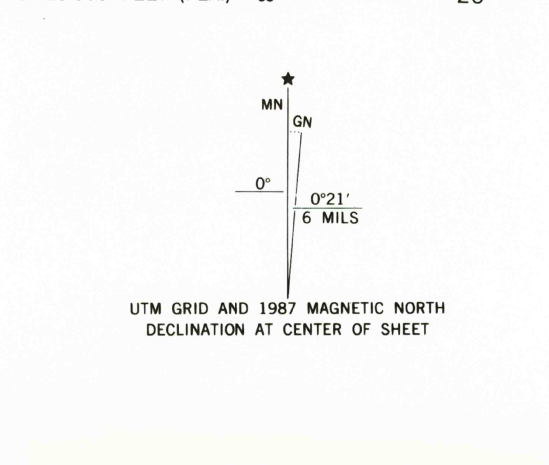 MN
GN
0°
0°21'
6 MILS
UTM GRID AND 1987 MAGNETIC NORTH
DECLINATION AT CENTER OF SHEET